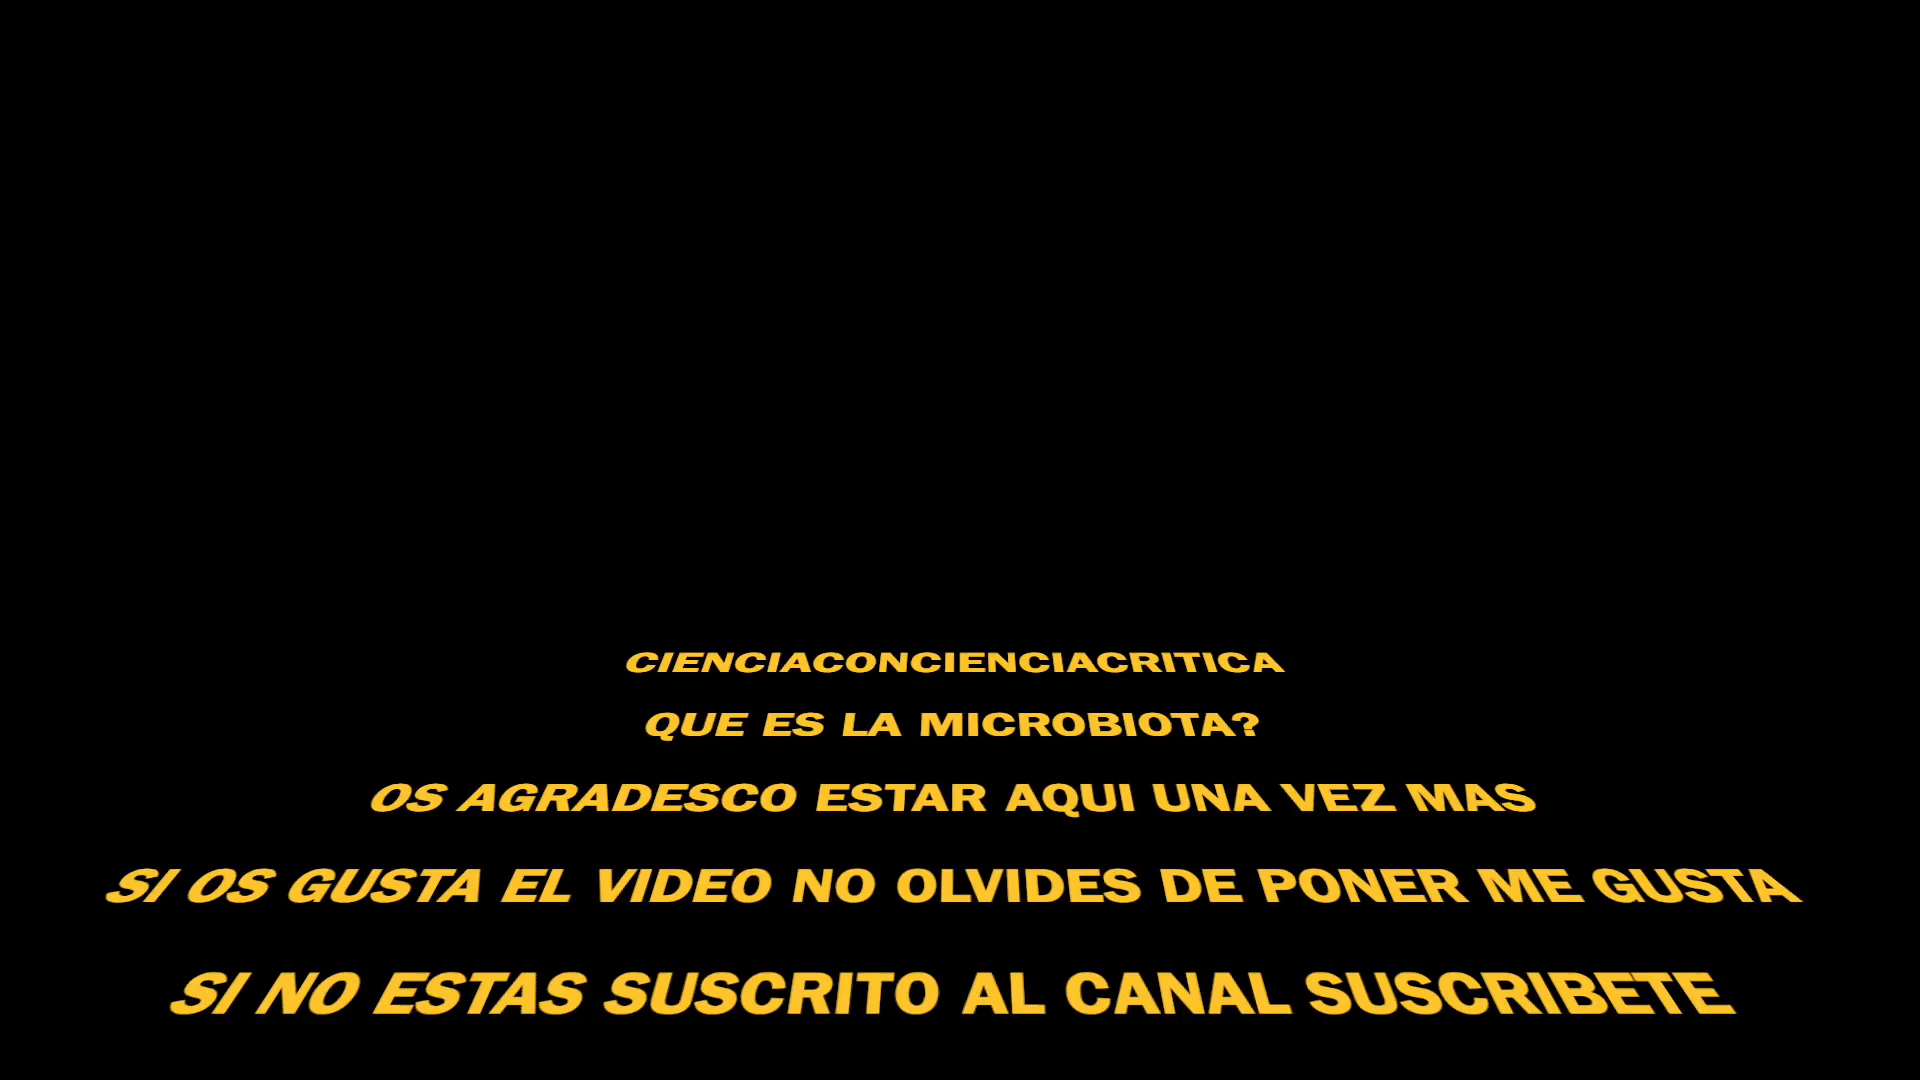 CIENCIACONCIENCIACRITICA
QUE ES LA MICROBIOTA?
OS AGRADESCO ESTAR AQUI UNA VEZ MAS
SI OS GUSTA EL VIDEO NO OLVIDES DE PONER ME GUSTA
SI NO ESTAS SUSCRITO AL CANAL SUSCRIBETE